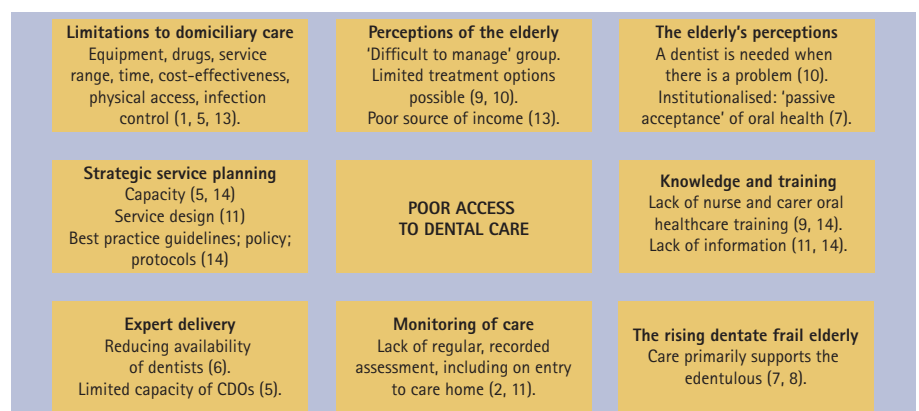 Limitations to domiciliary care
Equipment, drugs, service
range, time, cost-effectiveness,
physical access, infection
control (1, 5, 13).
Perceptions of the elderly
‘Difficult to manage’ group.
Limited treatment options
possible (9, 10).
Poor source of income (13).
The elderly’s perceptions
A dentist is needed when
there is a problem (10).
Institutionalised: ‘passive
acceptance’ of oral health (7).
Strategic service planning
Capacity (5, 14)
Service design (11)
Best practice guidelines; policy;
protocols (14)
POOR ACCESS
TO DENTAL CARE
Knowledge and training
Lack of nurse and carer oral
healthcare training (9, 14).
Lack of information (11, 14).
Expert delivery
Reducing availability
of dentists (6).
Limited capacity of CDOs (5).
Monitoring of care
Lack of regular, recorded
assessment, including on entry
to care home (2, 11).
The rising dentate frail elderly
Care primarily supports the
edentulous (7, 8).